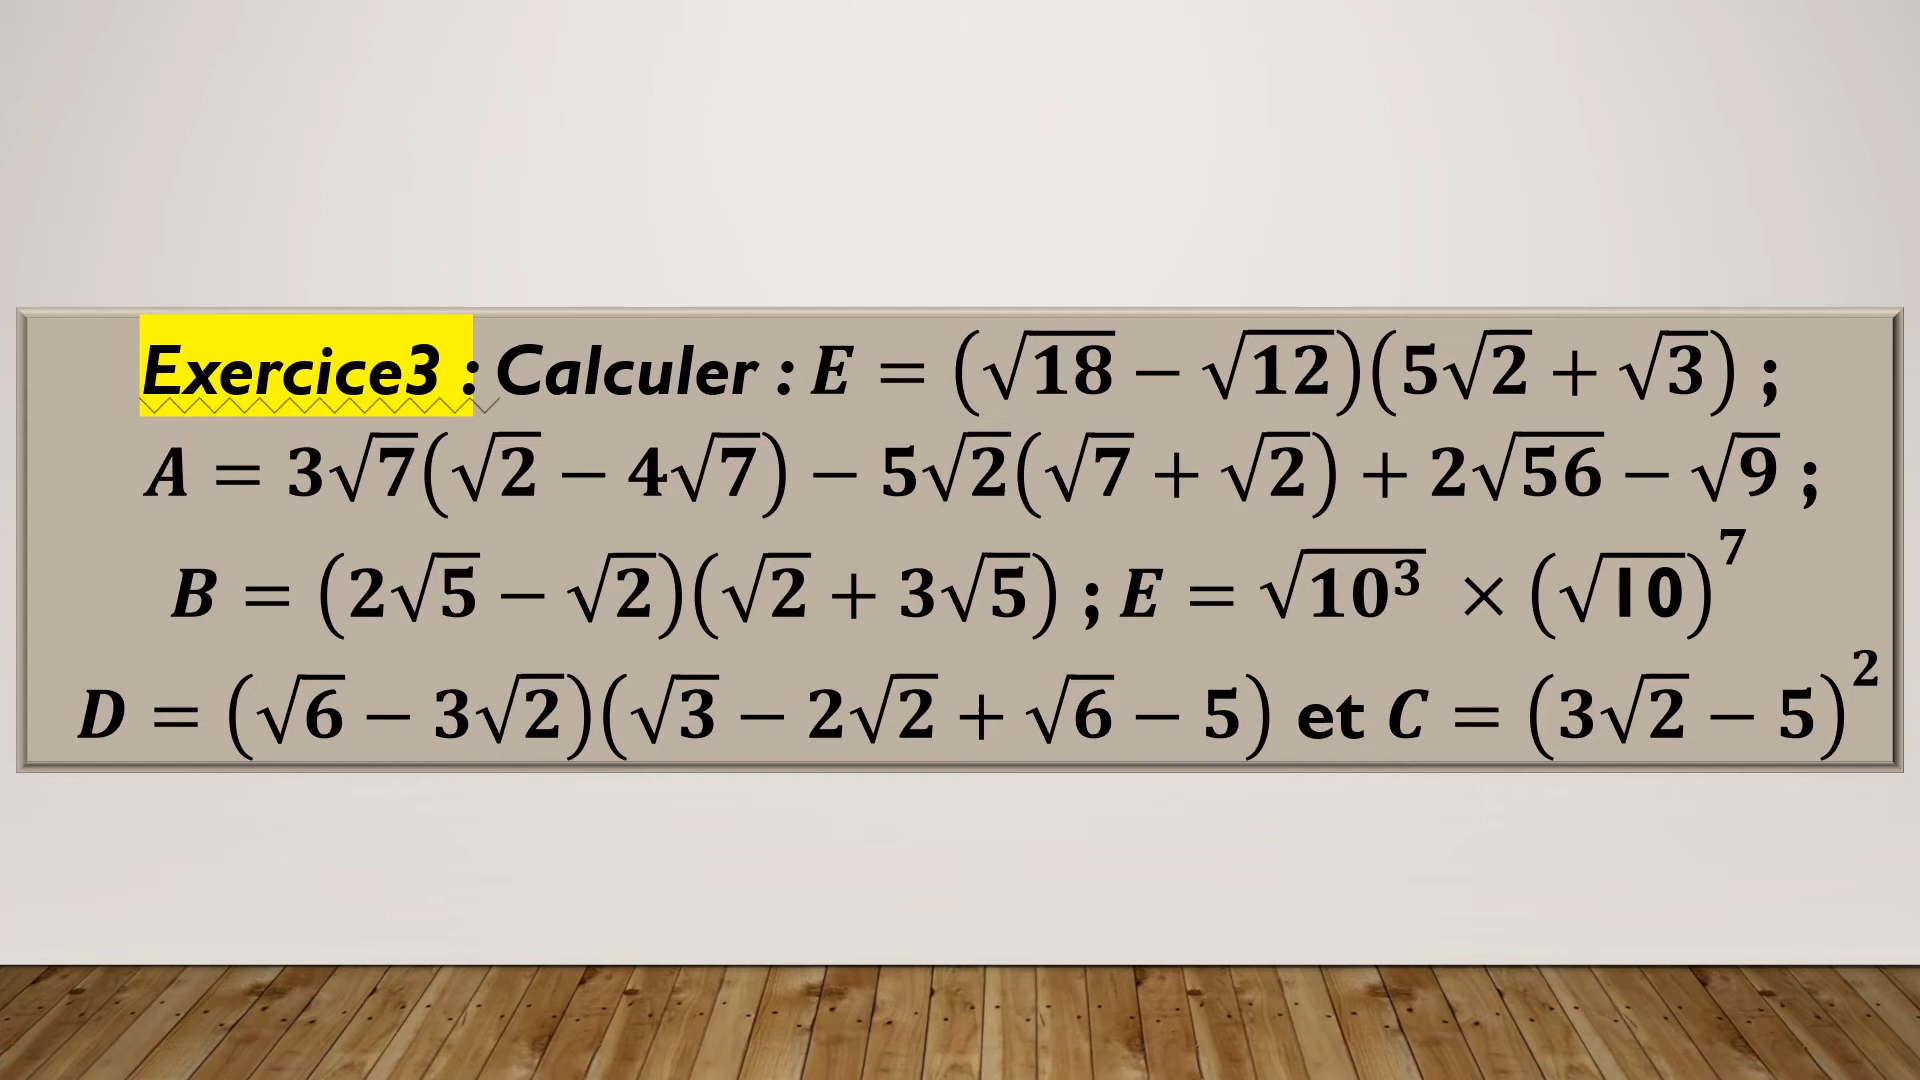 Exercice3 : Calculer : E = (√18 − √12)(5√2 + √3) ;
A = 3√7(√2 − 4√7) − 5√2(√7 + √2) + 2√56 − √9 ;
B = (2√5 − √2)(√2 + 3√5) ; E = √10³ × (√10)⁷
D = (√6 − 3√2)(√3 − 2√2 + √6 − 5) et C = (3√2 − 5)²